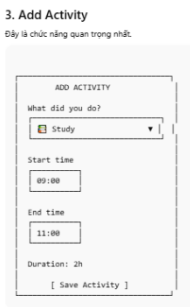 3. Add Activity
Đây là chức năng quan trọng nhất.
ADD ACTIVITY
What did you do?
Study ▼
Start time
09:00
End time
11:00
Duration: 2h
[ Save Activity ]